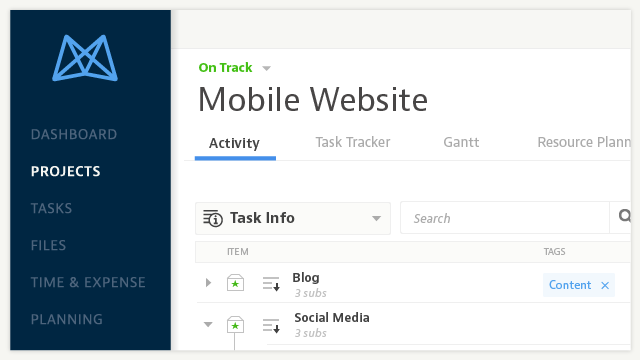 On Track
Mobile Website
Activity Task Tracker Gantt Resource Plann
Task Info Search
ITEM TAGS
Blog
3 subs
Content ×
Social Media
3 subs
DASHBOARD
PROJECTS
TASKS
FILES
TIME & EXPENSE
PLANNING